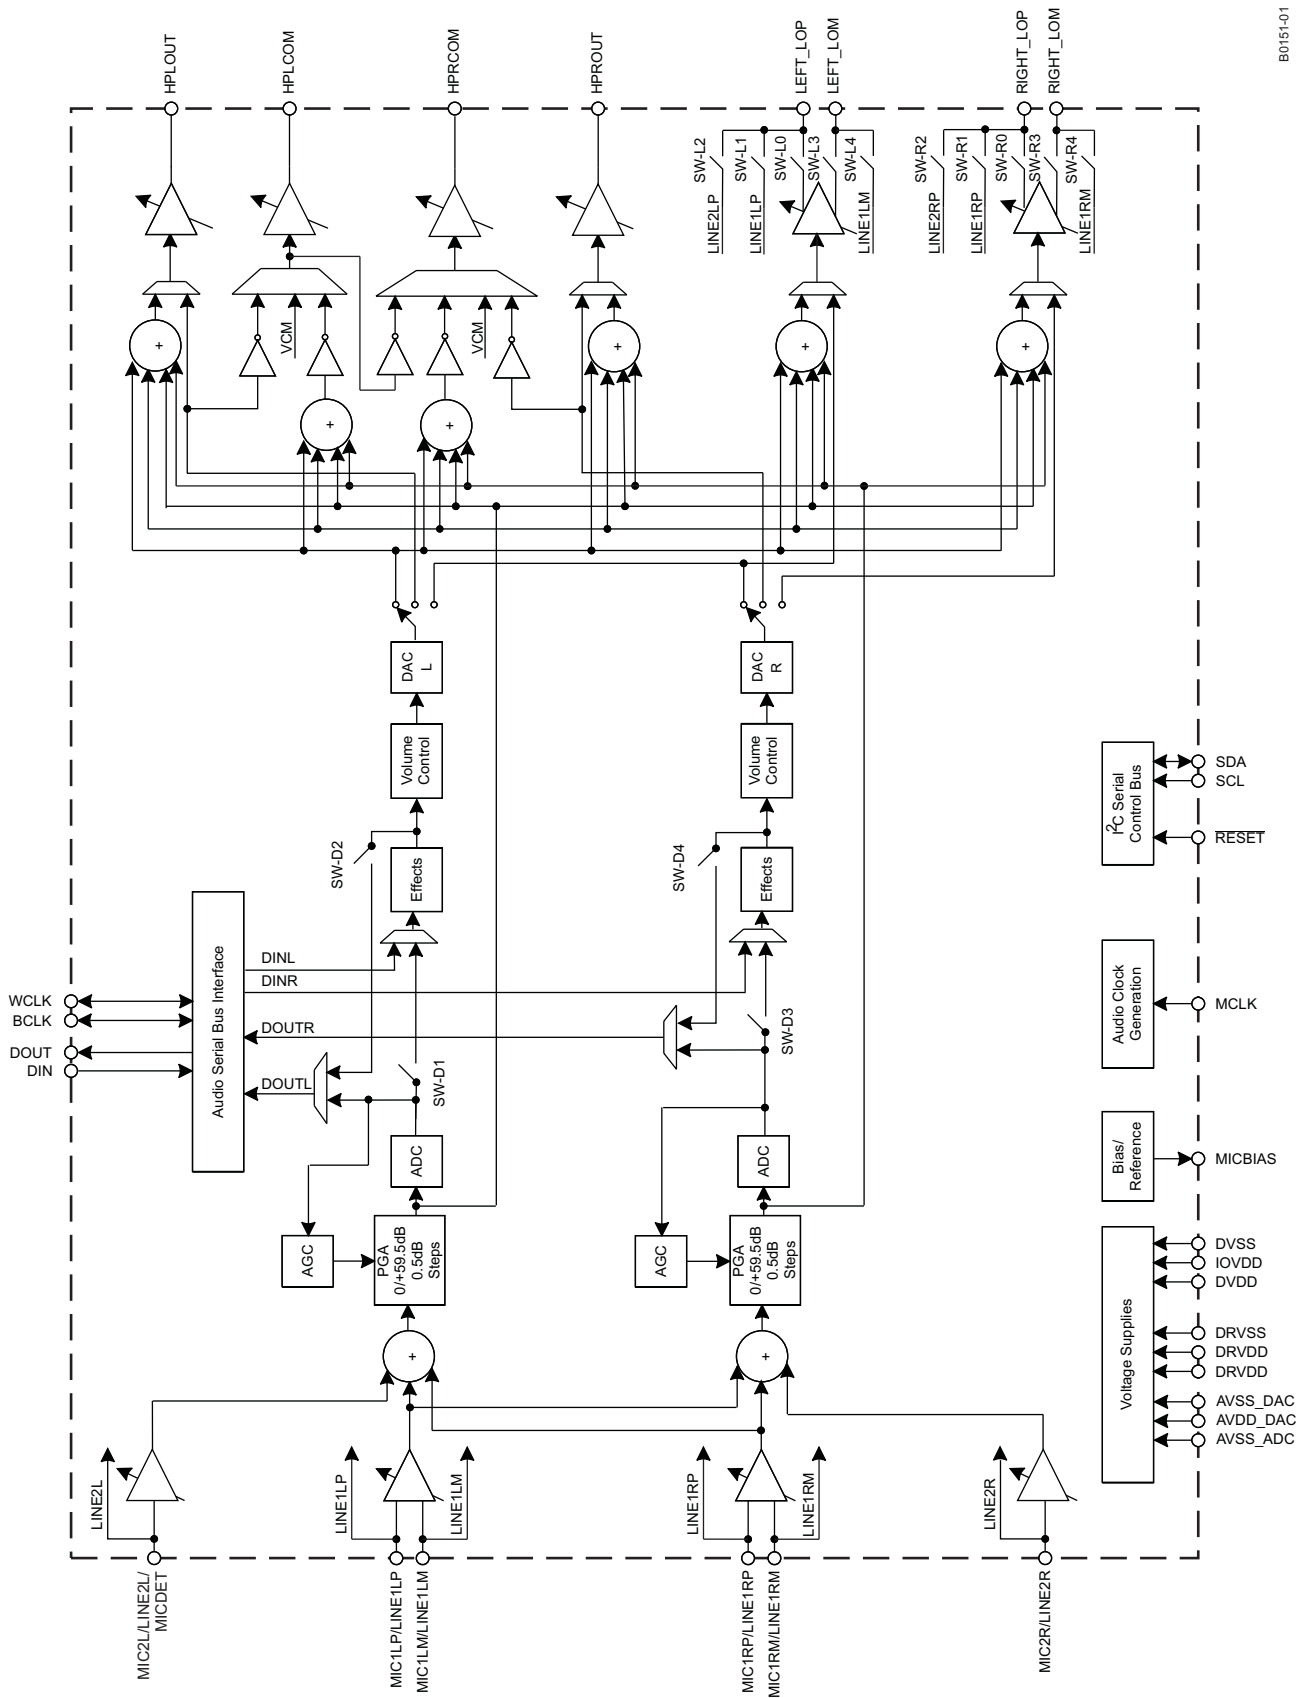 B0151-01
HPLOUT
HPLCOM
HPRCOM
HPROUT
LEFT_LOP
LEFT_LOM
RIGHT_LOP
RIGHT_LOM
SW-L2
SW-L1
SW-L0
SW-L3
SW-L4
LINE2LP
LINE1LP
LINE1LM
SW-R2
SW-R1
SW-R0
SW-R3
SW-R4
LINE2RP
LINE1RP
LINE1RM
VCM
VCM
+
+
+
+
+
+
DAC
L
DAC
R
Volume
Control
Volume
Control
SW-D2
SW-D4
Effects
Effects
I2C Serial
Control Bus
SDA
SCL
RESET
WCLK
BCLK
DOUT
DIN
Audio Serial Bus Interface
DINL
DINR
DOUTR
DOUTL
SW-D1
SW-D3
Audio Clock
Generation
MCLK
ADC
ADC
Bias/
Reference
MICBIAS
AGC
PGA
0/+59.5dB
0.5dB
Steps
AGC
PGA
0/+59.5dB
0.5dB
Steps
Voltage Supplies
DVSS
IOVDD
DVDD
DRVSS
DRVDD
DRVDD
AVSS_DAC
AVDD_DAC
AVSS_ADC
+
+
LINE2L
LINE1LP
LINE1LM
LINE1RP
LINE1RM
LINE2R
MIC2L/LINE2L/
MICDET
MIC1LP/LINE1LP
MIC1LM/LINE1LM
MIC1RP/LINE1RP
MIC1RM/LINE1RM
MIC2R/LINE2R